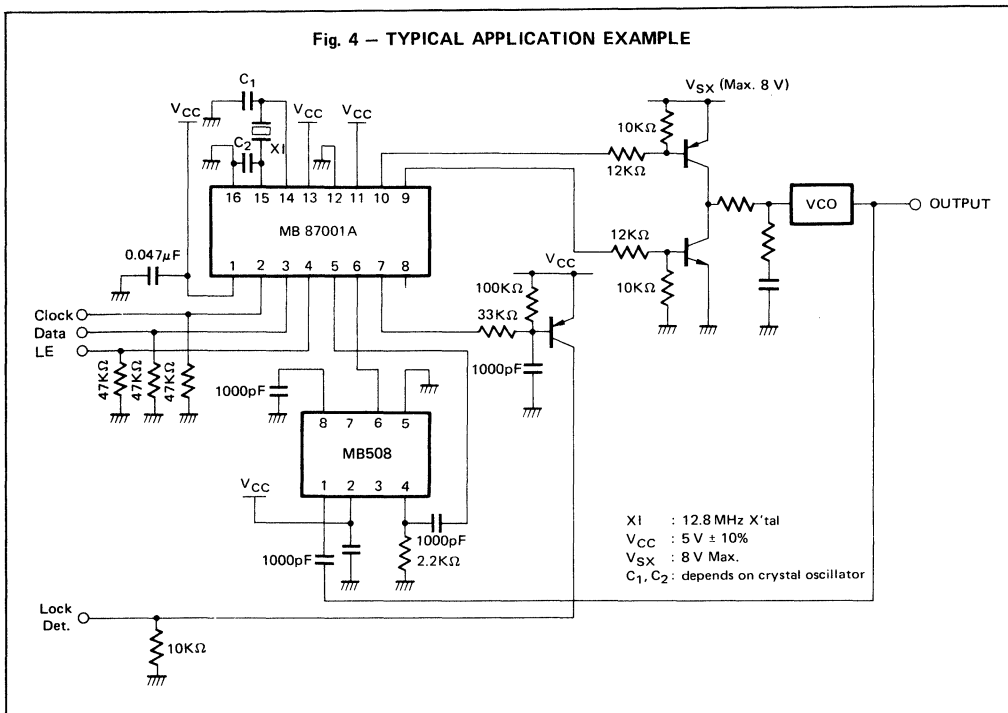 Fig. 4 — TYPICAL APPLICATION EXAMPLE
C1
VCC
VCC
VCC
VSX (Max. 8 V)
10KΩ
C2
XI
12KΩ
16 15 14 13 12 11 10 9
MB 87001A
1 2 3 4 5 6 7 8
VCO
OUTPUT
0.047μF
12KΩ
10KΩ
VCC
100KΩ
33KΩ
1000pF
Clock
Data
LE
47KΩ
47KΩ
47KΩ
1000pF
8 7 6 5
MB508
1 2 3 4
VCC
1000pF
1000pF
2.2KΩ
XI : 12.8 MHz X'tal
VCC : 5 V ± 10%
VSX : 8 V Max.
C1, C2 : depends on crystal oscillator
Lock
Det.
10KΩ